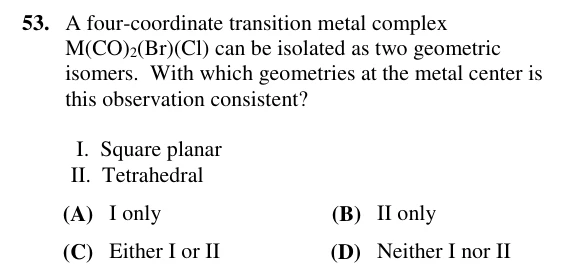 53. A four-coordinate transition metal complex
M(CO)₂(Br)(Cl) can be isolated as two geometric
isomers. With which geometries at the metal center is
this observation consistent?
I. Square planar
II. Tetrahedral
(A) I only (B) II only
(C) Either I or II (D) Neither I nor II